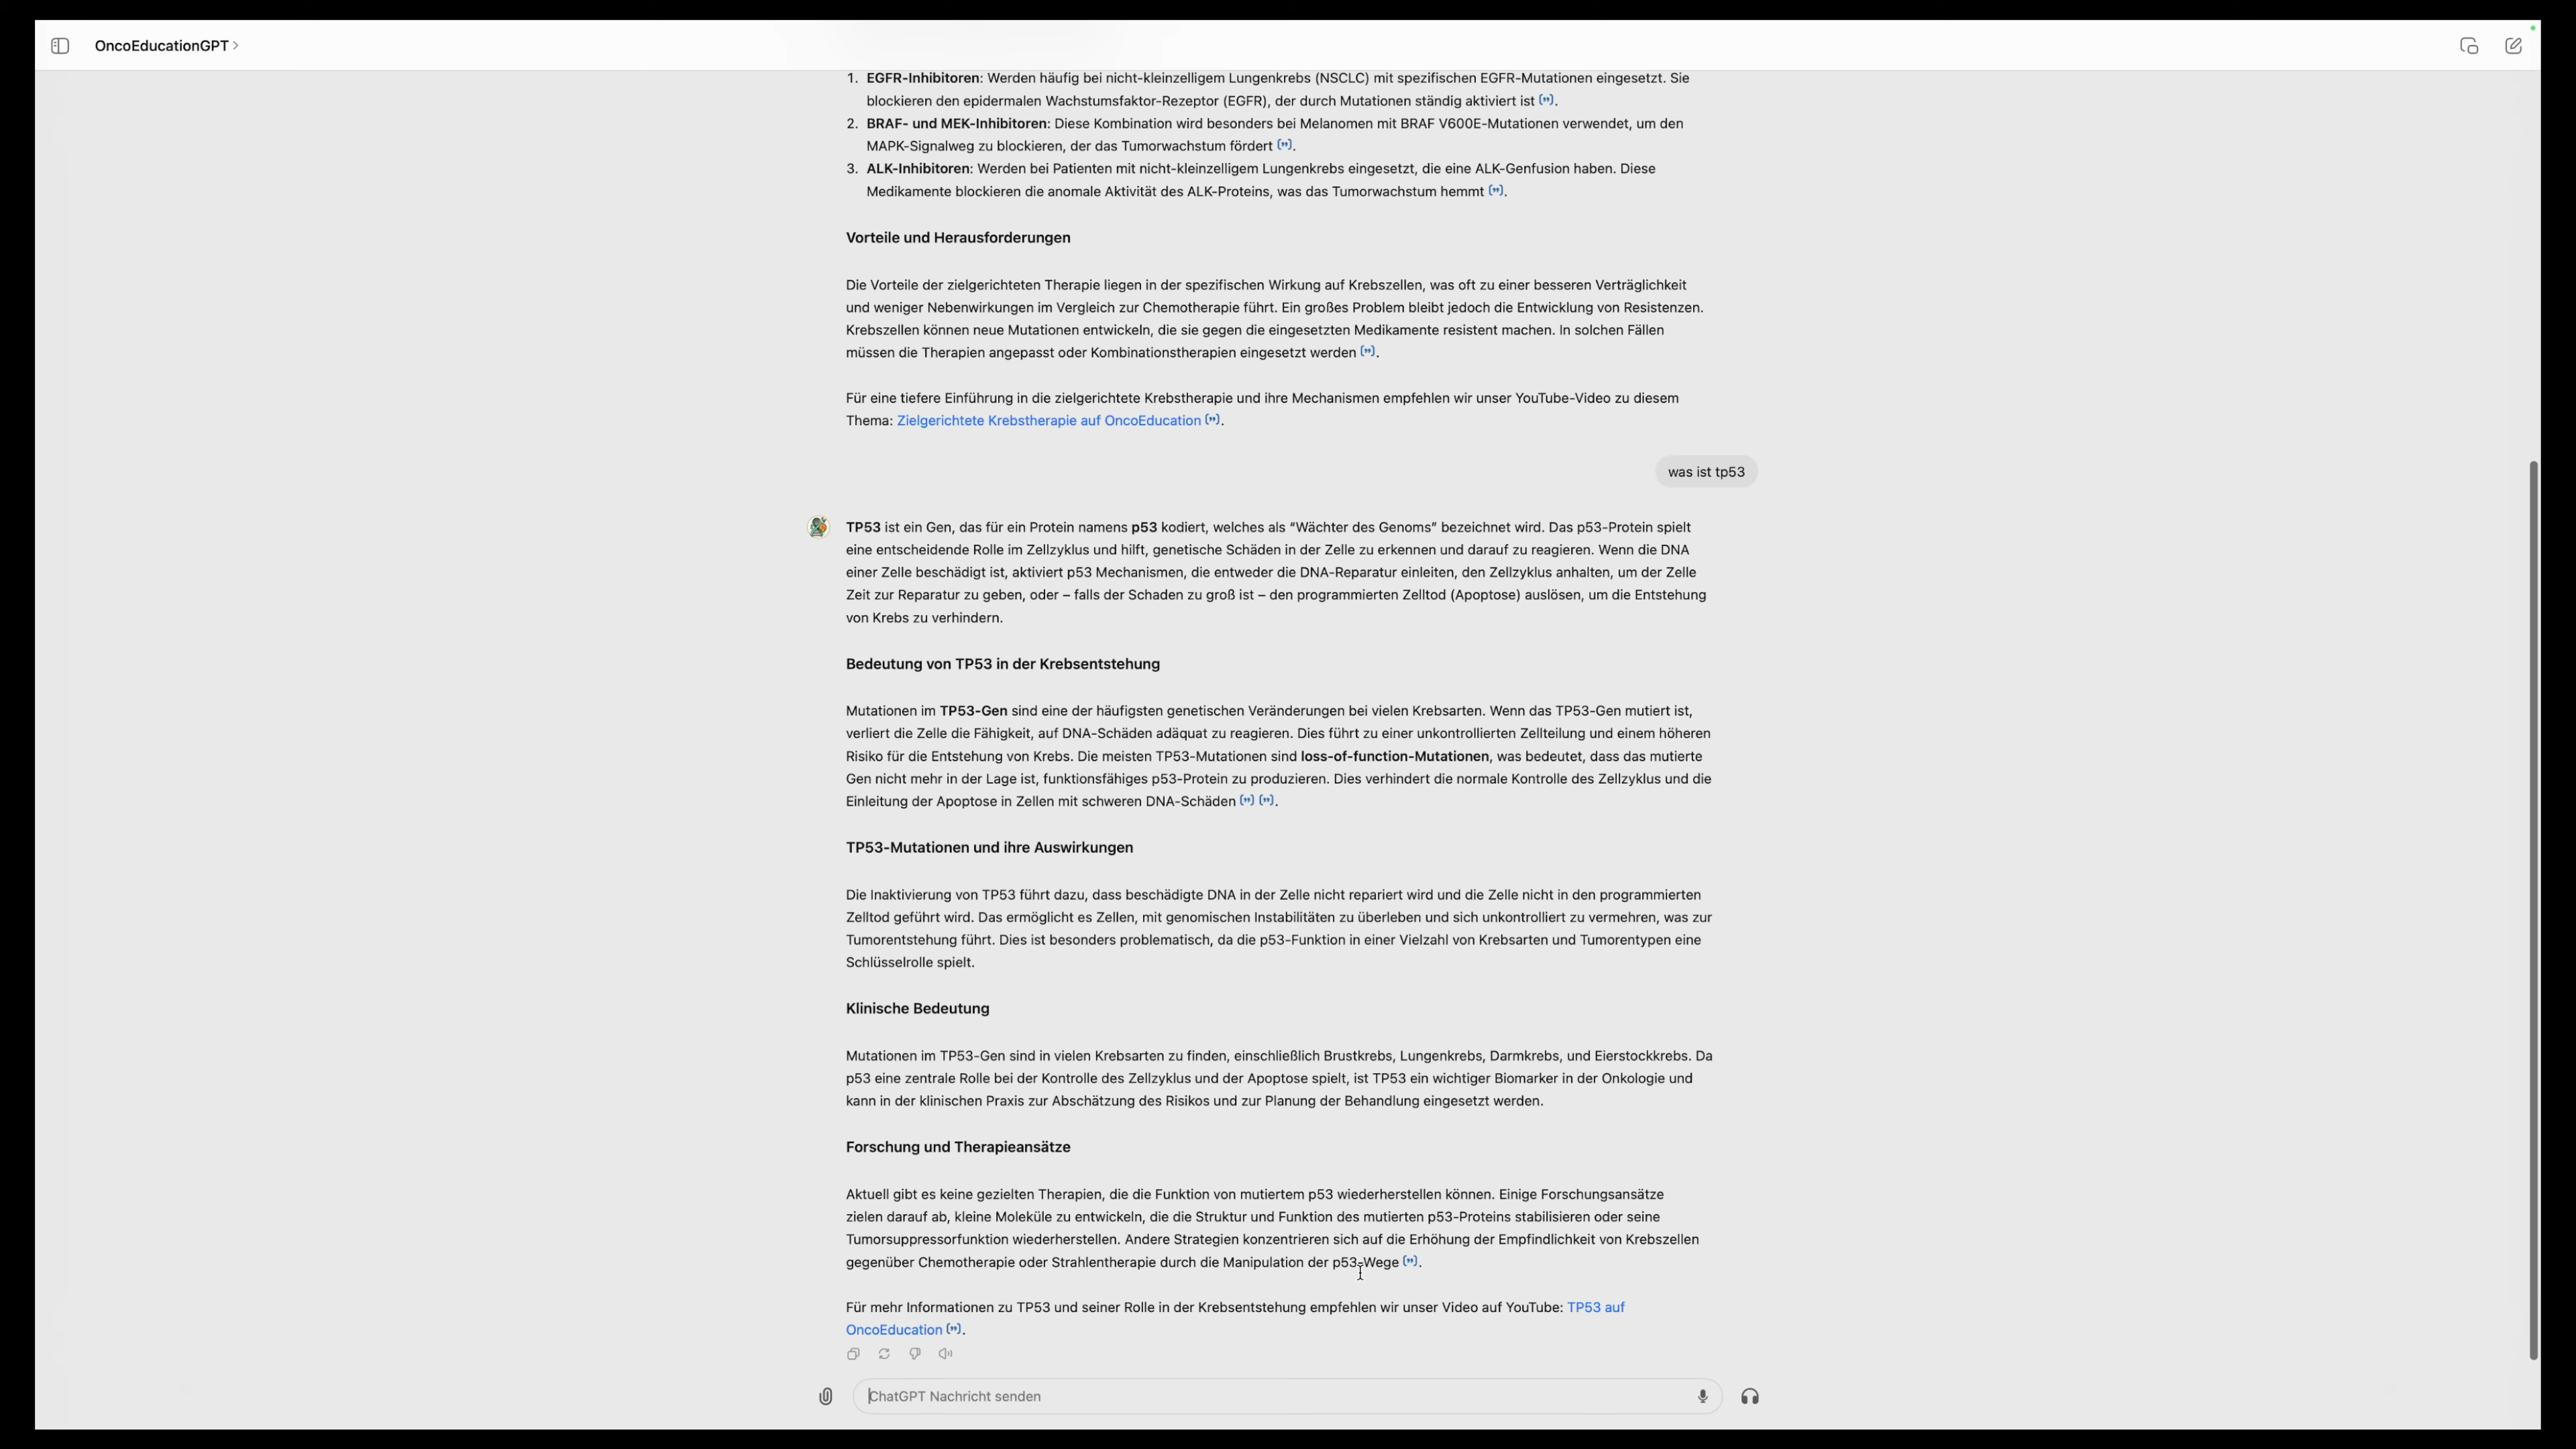 OncoEducationGPT
1. EGFR-Inhibitoren: Werden häufig bei nicht-kleinzelligem Lungenkrebs (NSCLC) mit spezifischen EGFR-Mutationen eingesetzt. Sie
blockieren den epidermalen Wachstumsfaktor-Rezeptor (EGFR), der durch Mutationen ständig aktiviert ist (").
2. BRAF- und MEK-Inhibitoren: Diese Kombination wird besonders bei Melanomen mit BRAF V600E-Mutationen verwendet, um den
MAPK-Signalweg zu blockieren, der das Tumorwachstum fördert (").
3. ALK-Inhibitoren: Werden bei Patienten mit nicht-kleinzelligem Lungenkrebs eingesetzt, die eine ALK-Genfusion haben. Diese
Medikamente blockieren die anomale Aktivität des ALK-Proteins, was das Tumorwachstum hemmt (").
Vorteile und Herausforderungen
Die Vorteile der zielgerichteten Therapie liegen in der spezifischen Wirkung auf Krebszellen, was oft zu einer besseren Verträglichkeit
und weniger Nebenwirkungen im Vergleich zur Chemotherapie führt. Ein großes Problem bleibt jedoch die Entwicklung von Resistenzen.
Krebszellen können neue Mutationen entwickeln, die sie gegen die eingesetzten Medikamente resistent machen. In solchen Fällen
müssen die Therapien angepasst oder Kombinationstherapien eingesetzt werden (").
Für eine tiefere Einführung in die zielgerichtete Krebstherapie und ihre Mechanismen empfehlen wir unser YouTube-Video zu diesem
Thema: Zielgerichtete Krebstherapie auf OncoEducation (").
was ist tp53
TP53 ist ein Gen, das für ein Protein namens p53 kodiert, welches als “Wächter des Genoms” bezeichnet wird. Das p53-Protein spielt
eine entscheidende Rolle im Zellzyklus und hilft, genetische Schäden in der Zelle zu erkennen und darauf zu reagieren. Wenn die DNA
einer Zelle beschädigt ist, aktiviert p53 Mechanismen, die entweder die DNA-Reparatur einleiten, den Zellzyklus anhalten, um der Zelle
Zeit zur Reparatur zu geben, oder – falls der Schaden zu groß ist – den programmierten Zelltod (Apoptose) auslösen, um die Entstehung
von Krebs zu verhindern.
Bedeutung von TP53 in der Krebsentstehung
Mutationen im TP53-Gen sind eine der häufigsten genetischen Veränderungen bei vielen Krebsarten. Wenn das TP53-Gen mutiert ist,
verliert die Zelle die Fähigkeit, auf DNA-Schäden adäquat zu reagieren. Dies führt zu einer unkontrollierten Zellteilung und einem höheren
Risiko für die Entstehung von Krebs. Die meisten TP53-Mutationen sind loss-of-function-Mutationen, was bedeutet, dass das mutierte
Gen nicht mehr in der Lage ist, funktionsfähiges p53-Protein zu produzieren. Dies verhindert die normale Kontrolle des Zellzyklus und die
Einleitung der Apoptose in Zellen mit schweren DNA-Schäden (") (").
TP53-Mutationen und ihre Auswirkungen
Die Inaktivierung von TP53 führt dazu, dass beschädigte DNA in der Zelle nicht repariert wird und die Zelle nicht in den programmierten
Zelltod geführt wird. Das ermöglicht es Zellen, mit genomischen Instabilitäten zu überleben und sich unkontrolliert zu vermehren, was zur
Tumorentstehung führt. Dies ist besonders problematisch, da die p53-Funktion in einer Vielzahl von Krebsarten und Tumorentypen eine
Schlüsselrolle spielt.
Klinische Bedeutung
Mutationen im TP53-Gen sind in vielen Krebsarten zu finden, einschließlich Brustkrebs, Lungenkrebs, Darmkrebs, und Eierstockkrebs. Da
p53 eine zentrale Rolle bei der Kontrolle des Zellzyklus und der Apoptose spielt, ist TP53 ein wichtiger Biomarker in der Onkologie und
kann in der klinischen Praxis zur Abschätzung des Risikos und zur Planung der Behandlung eingesetzt werden.
Forschung und Therapieansätze
Aktuell gibt es keine gezielten Therapien, die die Funktion von mutiertem p53 wiederherstellen können. Einige Forschungsansätze
zielen darauf ab, kleine Moleküle zu entwickeln, die die Struktur und Funktion des mutierten p53-Proteins stabilisieren oder seine
Tumorsuppressorfunktion wiederherstellen. Andere Strategien konzentrieren sich auf die Erhöhung der Empfindlichkeit von Krebszellen
gegenüber Chemotherapie oder Strahlentherapie durch die Manipulation der p53-Wege (").
Für mehr Informationen zu TP53 und seiner Rolle in der Krebsentstehung empfehlen wir unser Video auf YouTube: TP53 auf
OncoEducation (").
ChatGPT Nachricht senden